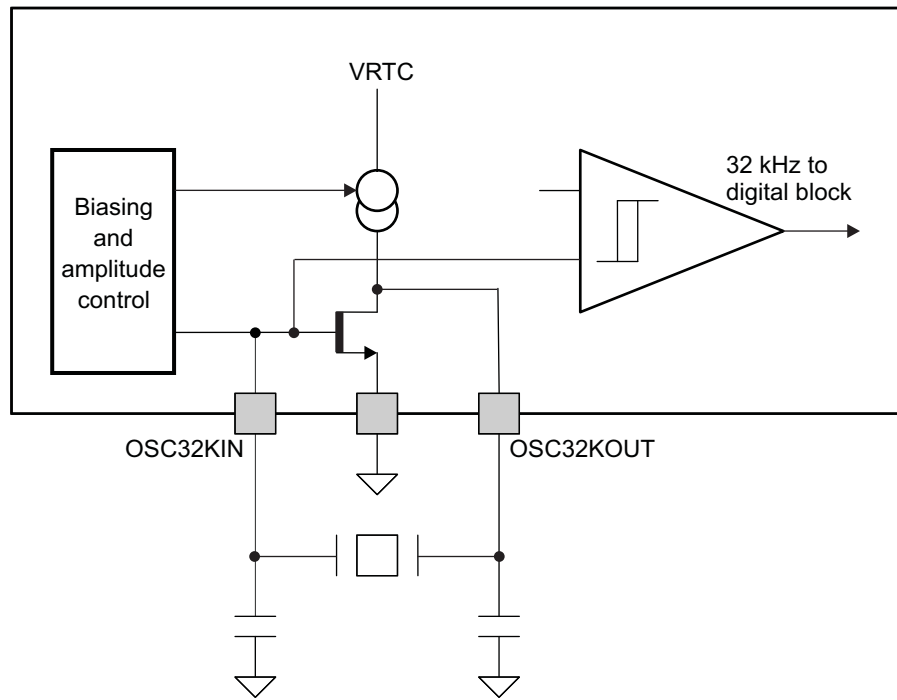 VRTC
32 kHz to
digital block
Biasing
and
amplitude
control
OSC32KIN
OSC32KOUT